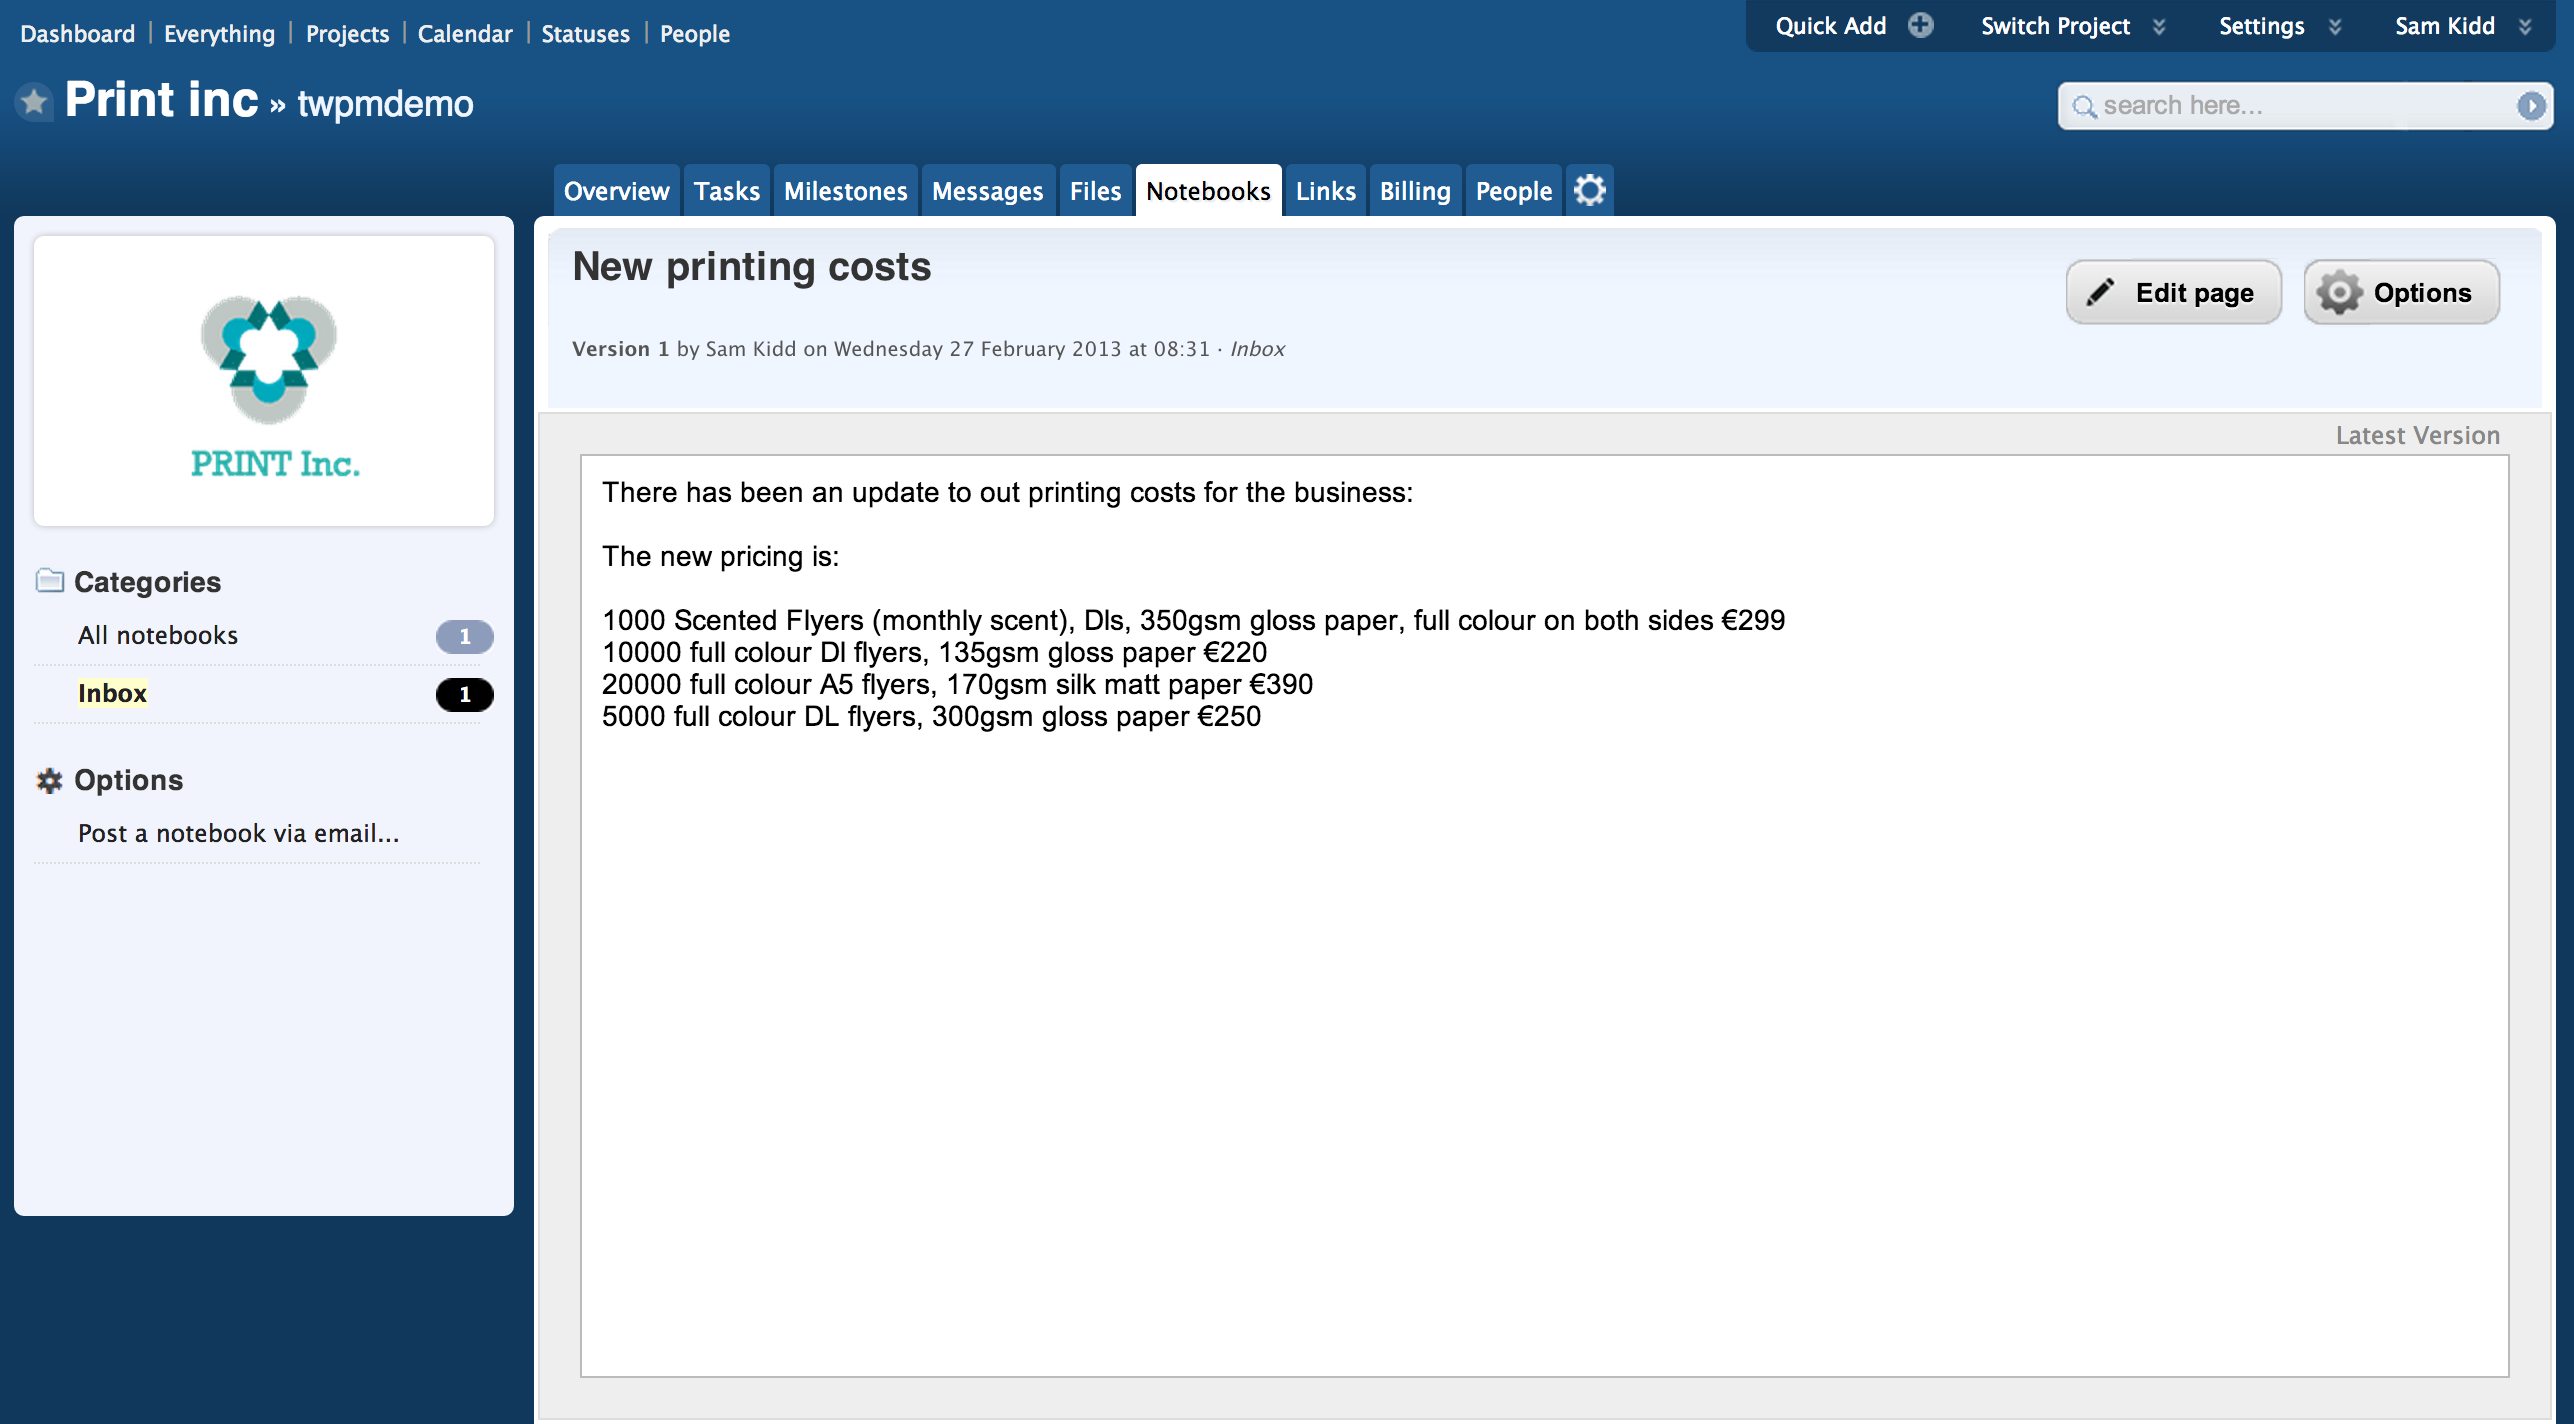 Dashboard | Everything | Projects | Calendar | Statuses | People
Quick Add Switch Project Settings Sam Kidd
Print inc » twpmdemo
search here...
Overview Tasks Milestones Messages Files Notebooks Links Billing People
PRINT Inc.
Categories
All notebooks 1
Inbox 1
Options
Post a notebook via email...
New printing costs
Edit page Options
Version 1 by Sam Kidd on Wednesday 27 February 2013 at 08:31 · Inbox
Latest Version
There has been an update to out printing costs for the business:
The new pricing is:
1000 Scented Flyers (monthly scent), Dls, 350gsm gloss paper, full colour on both sides €299
10000 full colour Dl flyers, 135gsm gloss paper €220
20000 full colour A5 flyers, 170gsm silk matt paper €390
5000 full colour DL flyers, 300gsm gloss paper €250